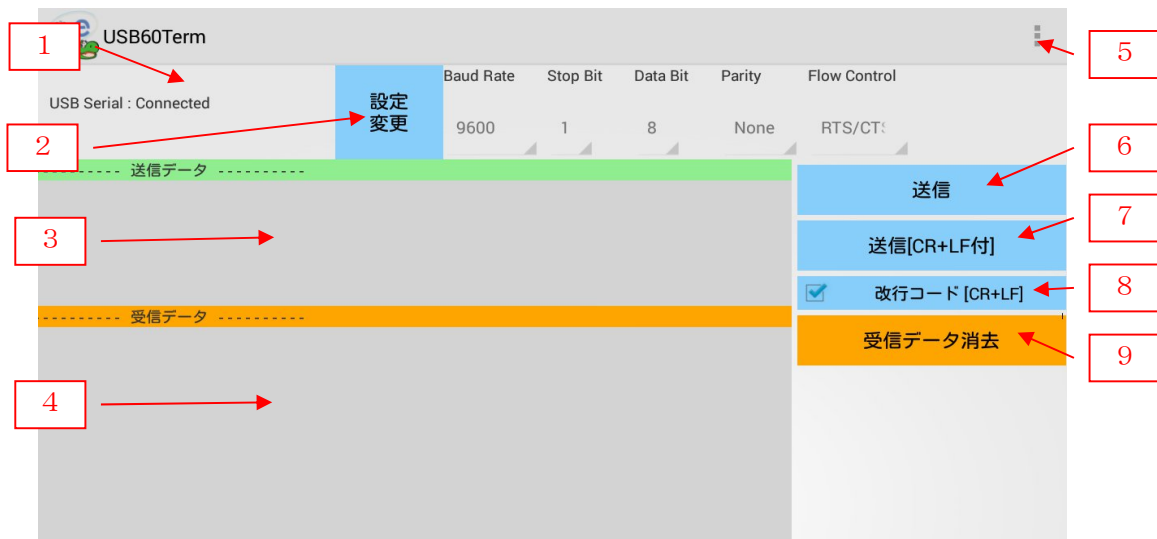 USB60Term
1
5
Baud Rate Stop Bit Data Bit Parity Flow Control
USB Serial : Connected
設定
変更
9600 1 8 None RTS/CTS
2
6
---------- 送信データ ----------
送信
7
3
送信[CR+LF付]
8
改行コード [CR+LF]
---------- 受信データ ----------
受信データ消去
9
4